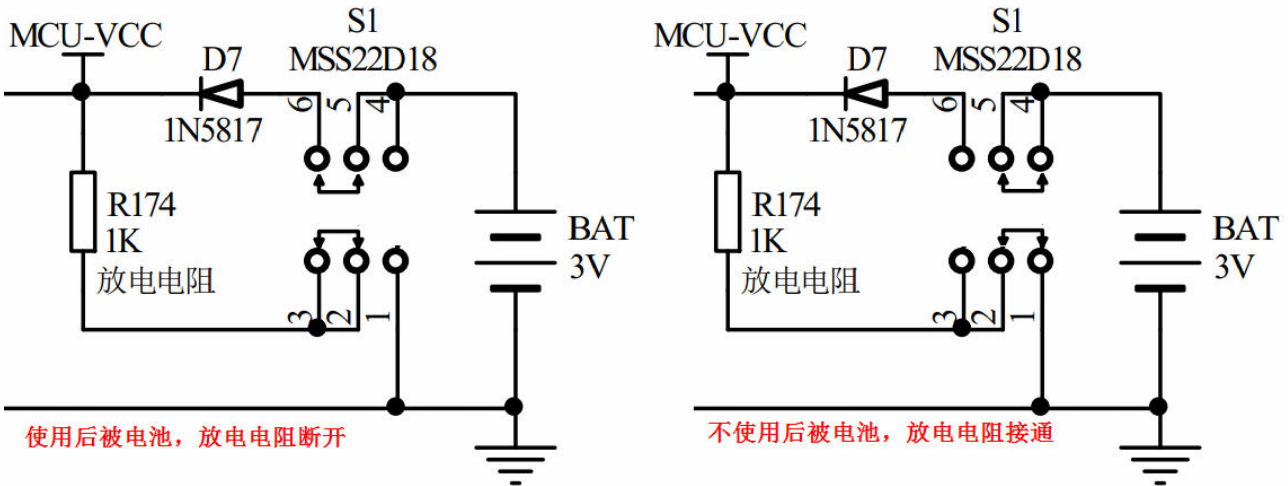 MCU-VCC
S1
MSS22D18
D7
1N5817
6
5
4
R174
1K
放电电阻
BAT
3V
3
2
1
使用后被电池，放电电阻断开
MCU-VCC
S1
MSS22D18
D7
1N5817
6
5
4
R174
1K
放电电阻
BAT
3V
3
2
1
不使用后被电池，放电电阻接通